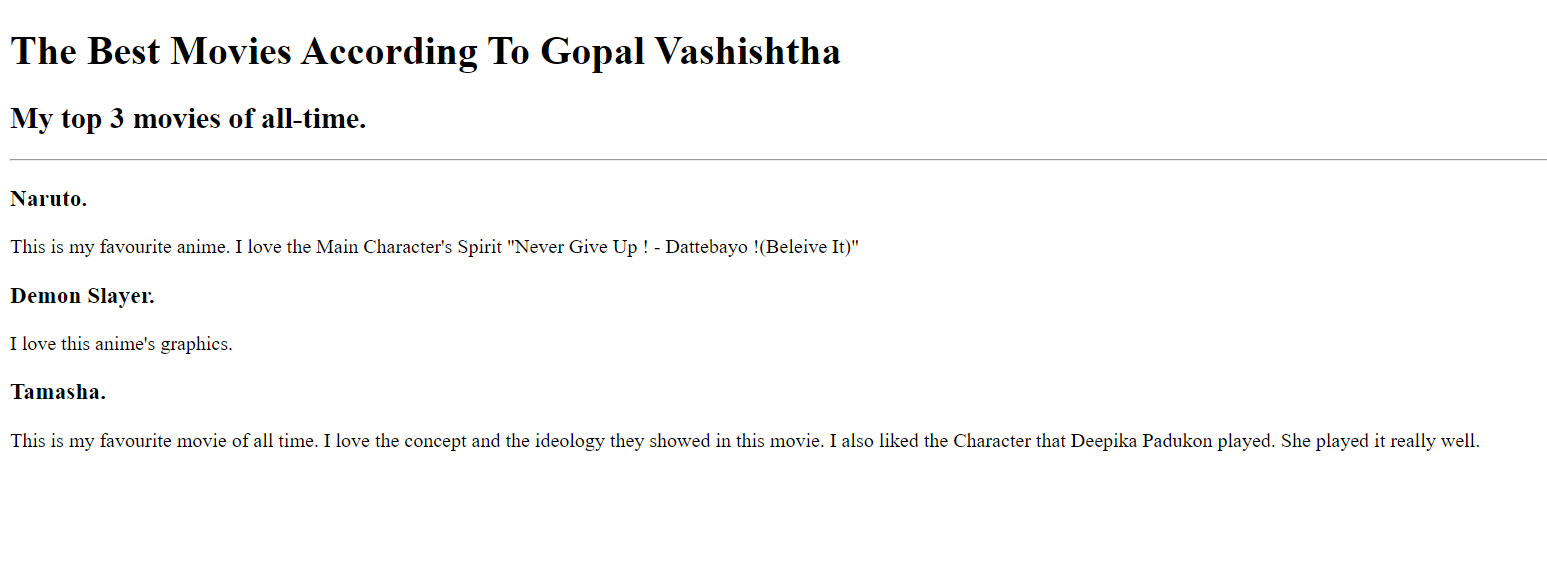 The Best Movies According To Gopal Vashishtha
My top 3 movies of all-time.
Naruto.
This is my favourite anime. I love the Main Character's Spirit "Never Give Up ! - Dattebayo !(Beleive It)"
Demon Slayer.
I love this anime's graphics.
Tamasha.
This is my favourite movie of all time. I love the concept and the ideology they showed in this movie. I also liked the Character that Deepika Padukon played. She played it really well.